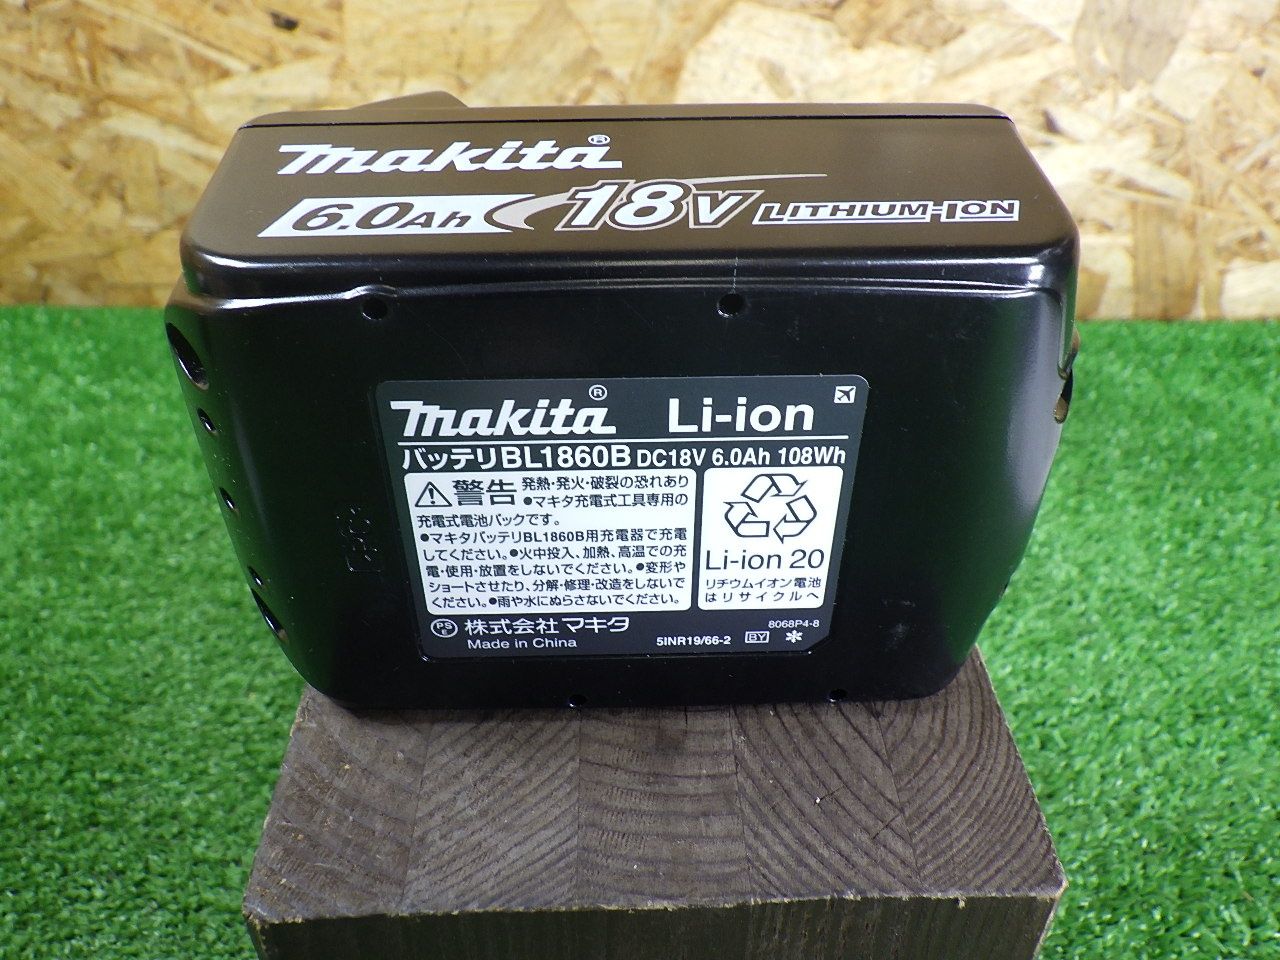 makita®
6.0Ah 18V LITHIUM-ION
makita® Li-ion
バッテリBL1860B DC18V 6.0Ah 108Wh
警告 発熱・発火・破裂の恐れあり
●マキタ充電式工具専用の
充電式電池パックです。
●マキタバッテリBL1860B用充電器で充電
してください。●火中投入、加熱、高温での充
電・使用・放置をしないでください。●変形や
ショートさせたり、分解・修理・改造をしないで
ください。●雨や水にぬらさないでください。
Li-ion 20
リチウムイオン電池
はリサイクルへ
PSE 株式会社 マキタ
8068P4-8
Made in China
5INR19/66-2 BY ✻